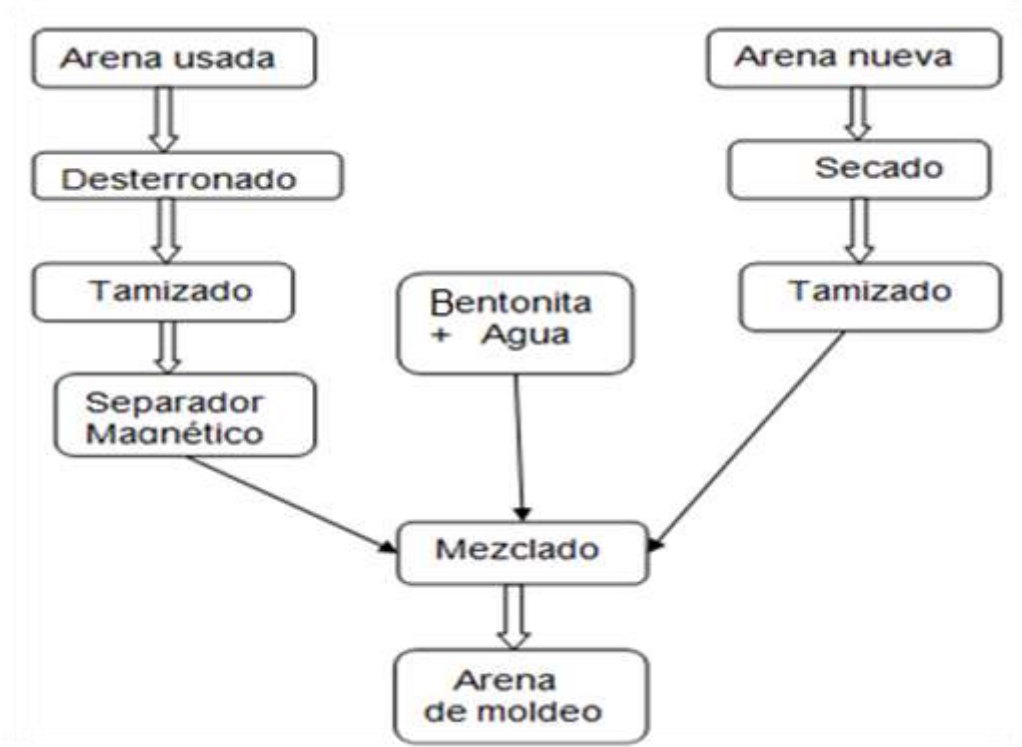 Arena usada
Arena nueva
Desterronado
Secado
Tamizado
Bentonita
+ Agua
Tamizado
Separador
Magnético
Mezclado
Arena
de moldeo